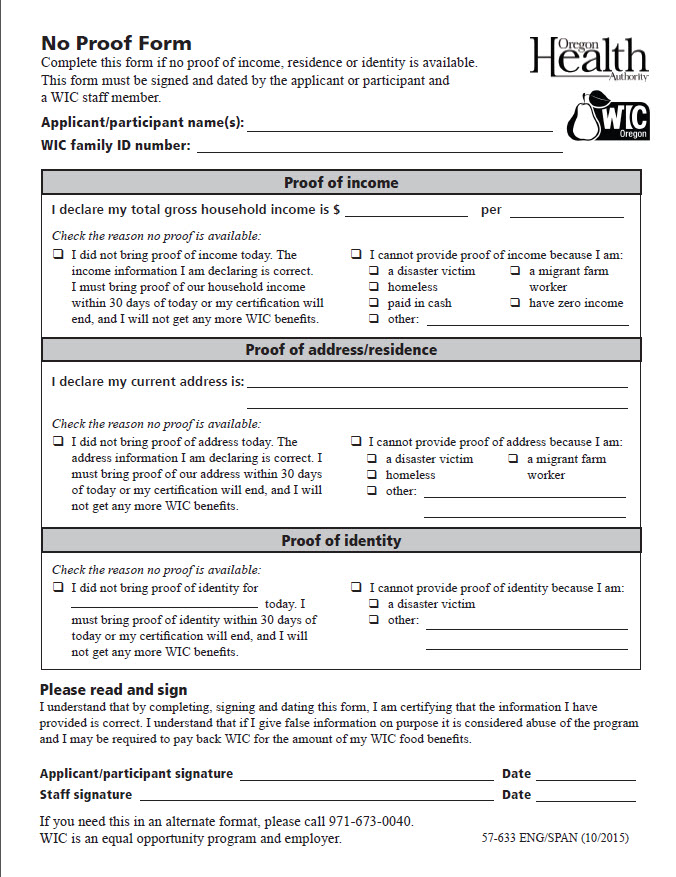 No Proof Form
Complete this form if no proof of income, residence or identity is available.
This form must be signed and dated by the applicant or participant and
a WIC staff member.
Oregon
Health
Authority
WIC
Oregon
Applicant/participant name(s):
WIC family ID number:
Proof of income
I declare my total gross household income is $ per
Check the reason no proof is available:
❑ I did not bring proof of income today. The
income information I am declaring is correct.
I must bring proof of our household income
within 30 days of today or my certification will
end, and I will not get any more WIC benefits.
❑ I cannot provide proof of income because I am:
❑ a disaster victim
❑ homeless
❑ paid in cash
❑ other:
❑ a migrant farm
worker
❑ have zero income
Proof of address/residence
I declare my current address is:
Check the reason no proof is available:
❑ I did not bring proof of address today. The
address information I am declaring is correct. I
must bring proof of our address within 30 days
of today or my certification will end, and I will
not get any more WIC benefits.
❑ I cannot provide proof of address because I am:
❑ a disaster victim
❑ homeless
❑ other:
❑ a migrant farm
worker
Proof of identity
Check the reason no proof is available:
❑ I did not bring proof of identity for
today. I
must bring proof of identity within 30 days of
today or my certification will end, and I will
not get any more WIC benefits.
❑ I cannot provide proof of identity because I am:
❑ a disaster victim
❑ other:
Please read and sign
I understand that by completing, signing and dating this form, I am certifying that the information I have
provided is correct. I understand that if I give false information on purpose it is considered abuse of the program
and I may be required to pay back WIC for the amount of my WIC food benefits.
Applicant/participant signature Date
Staff signature Date
If you need this in an alternate format, please call 971-673-0040.
WIC is an equal opportunity program and employer.
57-633 ENG/SPAN (10/2015)